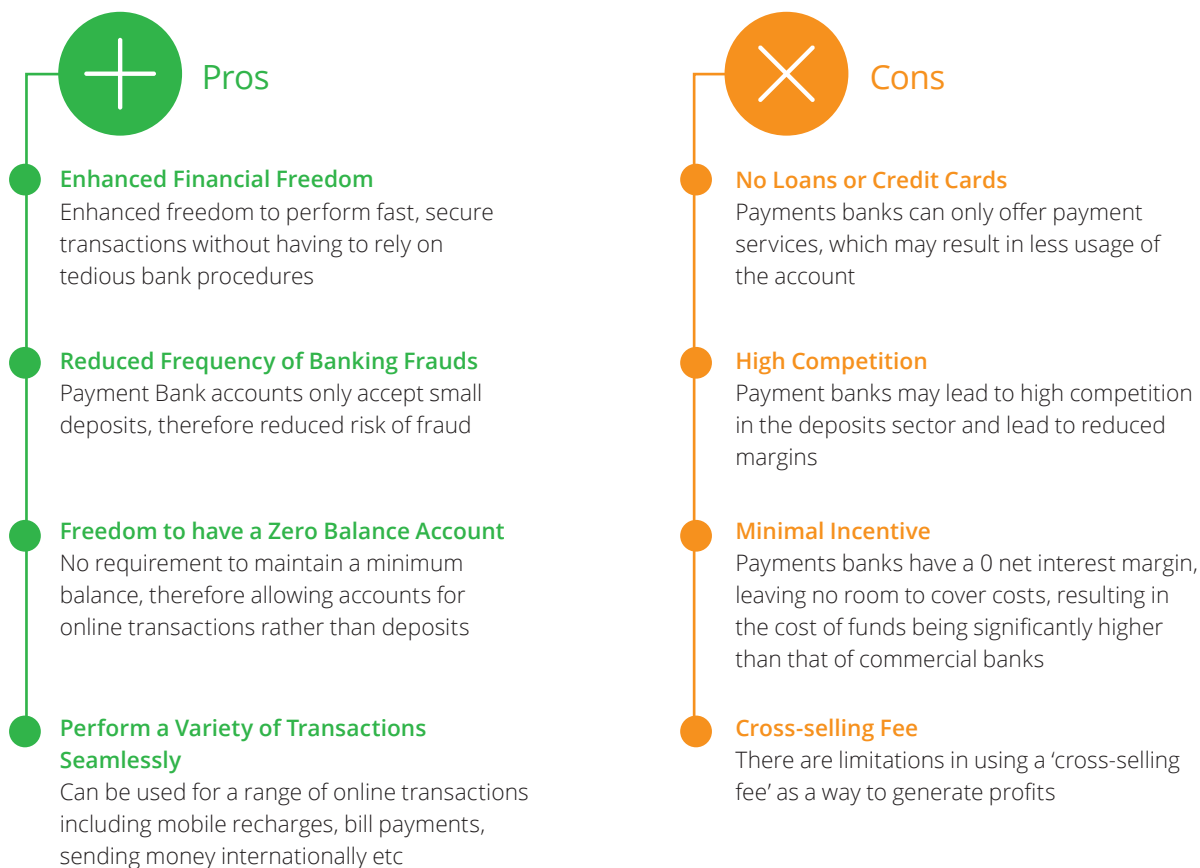 Pros
Enhanced Financial Freedom
Enhanced freedom to perform fast, secure
transactions without having to rely on
tedious bank procedures
Reduced Frequency of Banking Frauds
Payment Bank accounts only accept small
deposits, therefore reduced risk of fraud
Freedom to have a Zero Balance Account
No requirement to maintain a minimum
balance, therefore allowing accounts for
online transactions rather than deposits
Perform a Variety of Transactions
Seamlessly
Can be used for a range of online transactions
including mobile recharges, bill payments,
sending money internationally etc
Cons
No Loans or Credit Cards
Payments banks can only offer payment
services, which may result in less usage of
the account
High Competition
Payment banks may lead to high competition
in the deposits sector and lead to reduced
margins
Minimal Incentive
Payments banks have a 0 net interest margin,
leaving no room to cover costs, resulting in
the cost of funds being significantly higher
than that of commercial banks
Cross-selling Fee
There are limitations in using a ‘cross-selling
fee’ as a way to generate profits